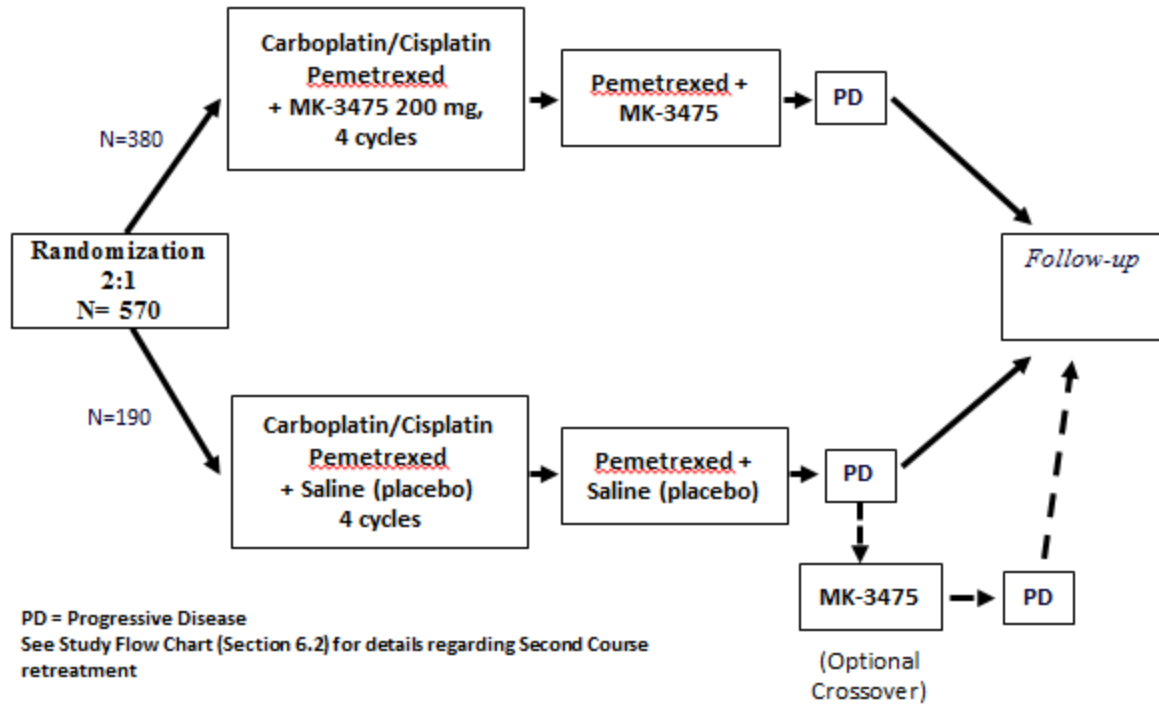 Carboplatin/Cisplatin
Pemetrexed
+ MK-3475 200 mg,
4 cycles
Pemetrexed +
MK-3475
PD
N=380
Randomization
2:1
N= 570
Follow-up
N=190
Carboplatin/Cisplatin
Pemetrexed
+ Saline (placebo)
4 cycles
Pemetrexed +
Saline (placebo)
PD
MK-3475
PD
(Optional
Crossover)
PD = Progressive Disease
See Study Flow Chart (Section 6.2) for details regarding Second Course
retreatment